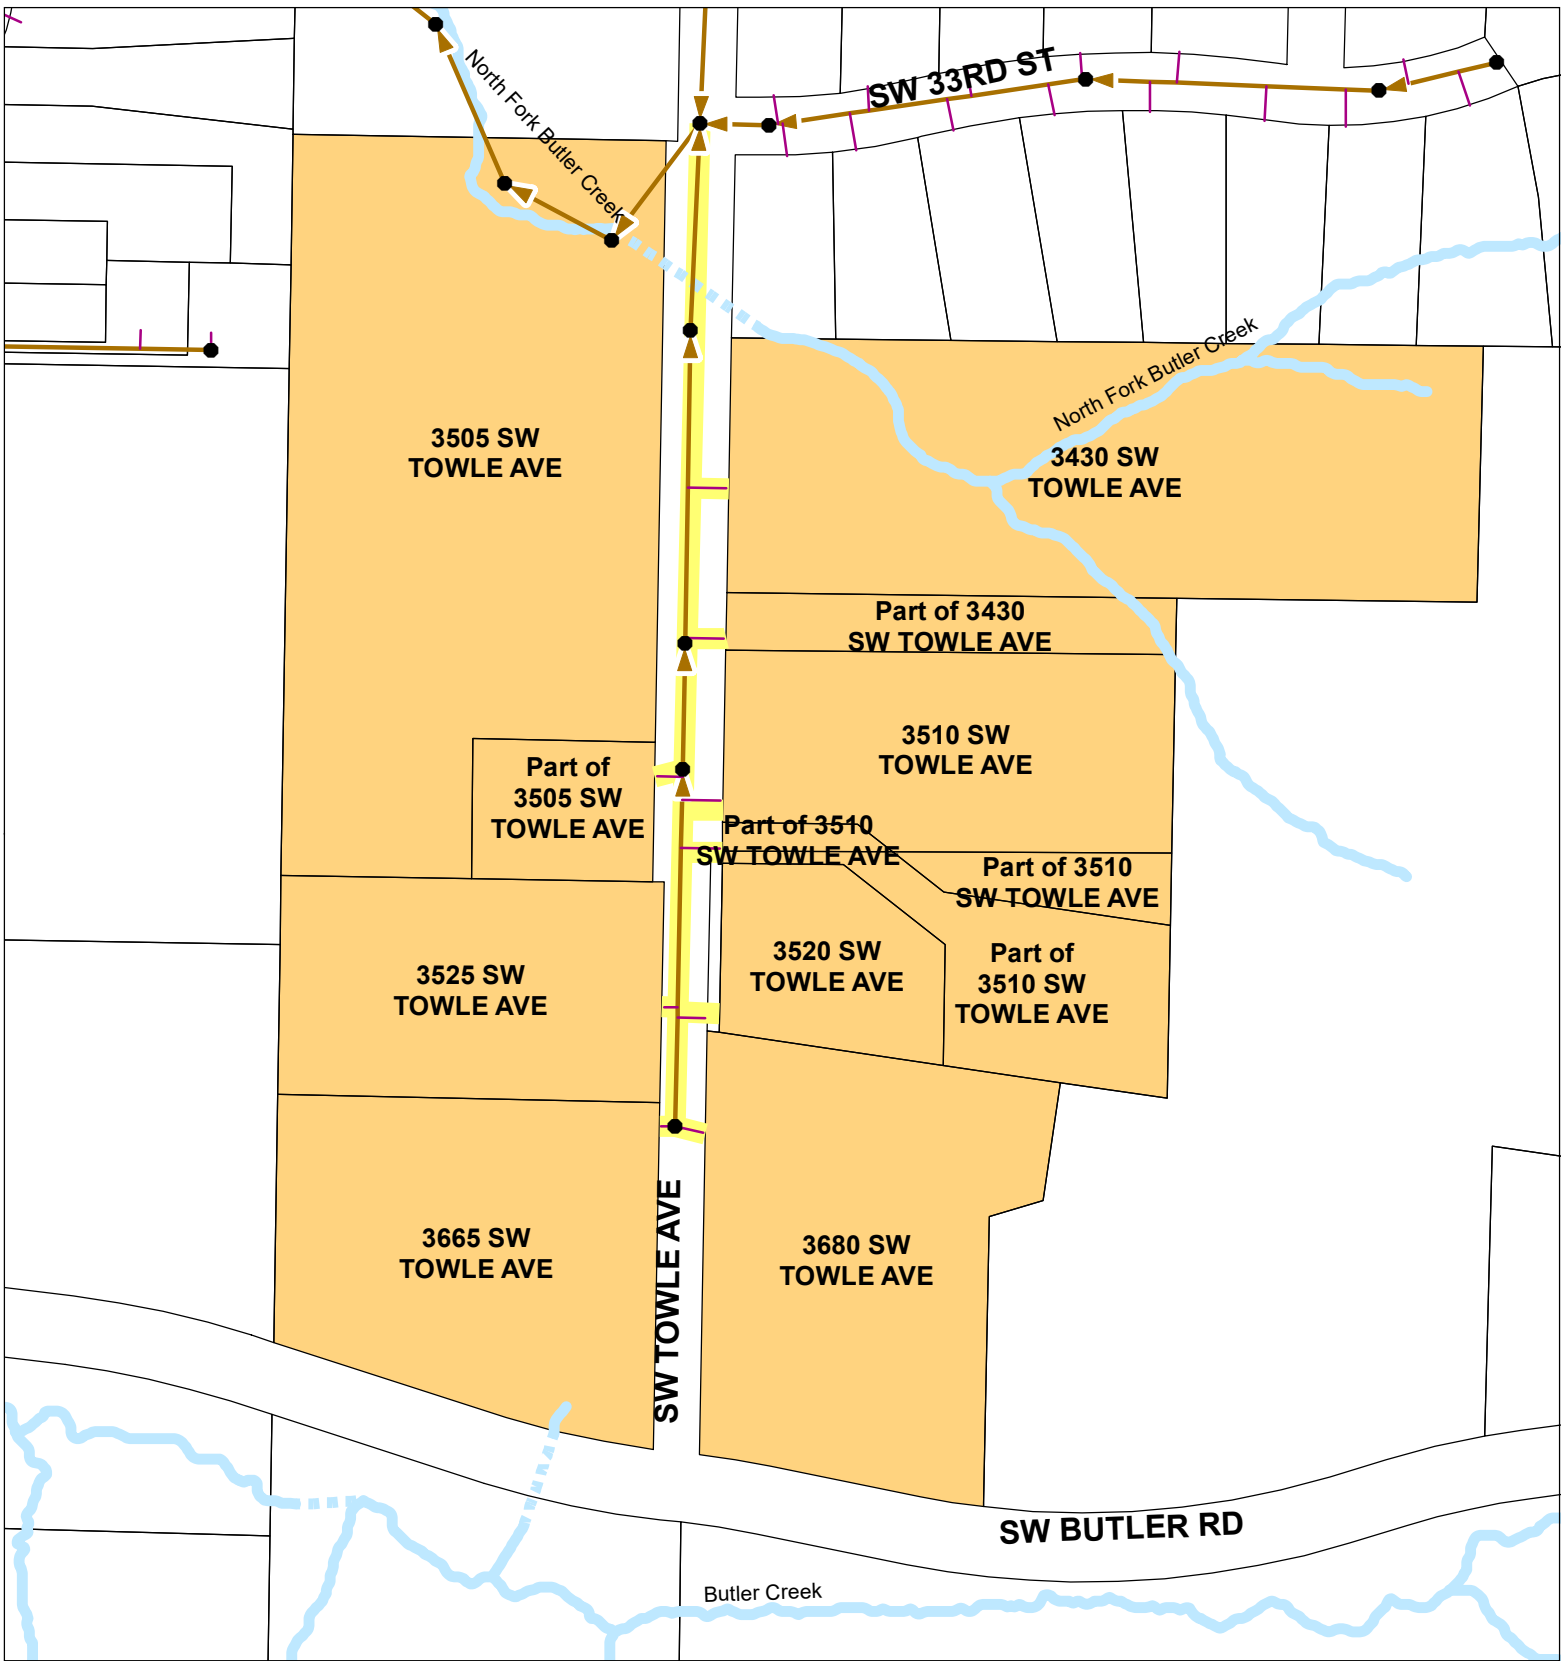 SW 33RD ST
North Fork Butler Creek
North Fork Butler Creek
3505 SW
TOWLE AVE
3430 SW
TOWLE AVE
Part of 3430
SW TOWLE AVE
3510 SW
TOWLE AVE
Part of
3505 SW
TOWLE AVE
Part of 3510
SW TOWLE AVE
Part of 3510
SW TOWLE AVE
3520 SW
TOWLE AVE
Part of
3510 SW
TOWLE AVE
3525 SW
TOWLE AVE
3665 SW
TOWLE AVE
SW TOWLE AVE
3680 SW
TOWLE AVE
SW BUTLER RD
Butler Creek